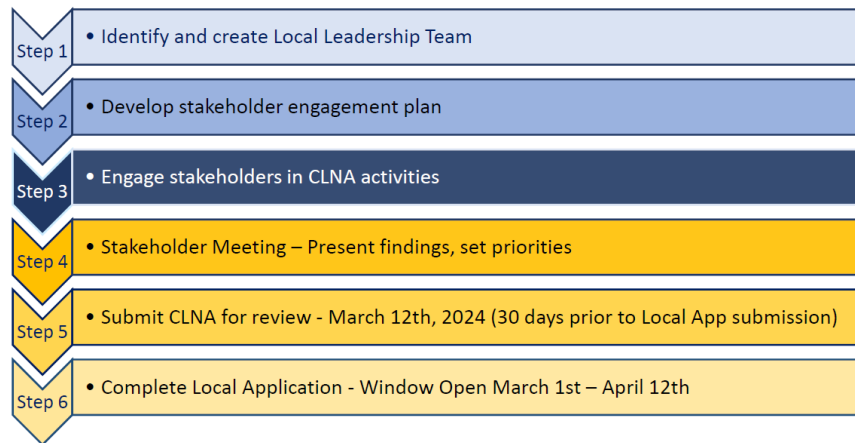 Step 1
• Identify and create Local Leadership Team
Step 2
• Develop stakeholder engagement plan
Step 3
• Engage stakeholders in CLNA activities
Step 4
• Stakeholder Meeting – Present findings, set priorities
Step 5
• Submit CLNA for review - March 12th, 2024 (30 days prior to Local App submission)
Step 6
• Complete Local Application - Window Open March 1st – April 12th